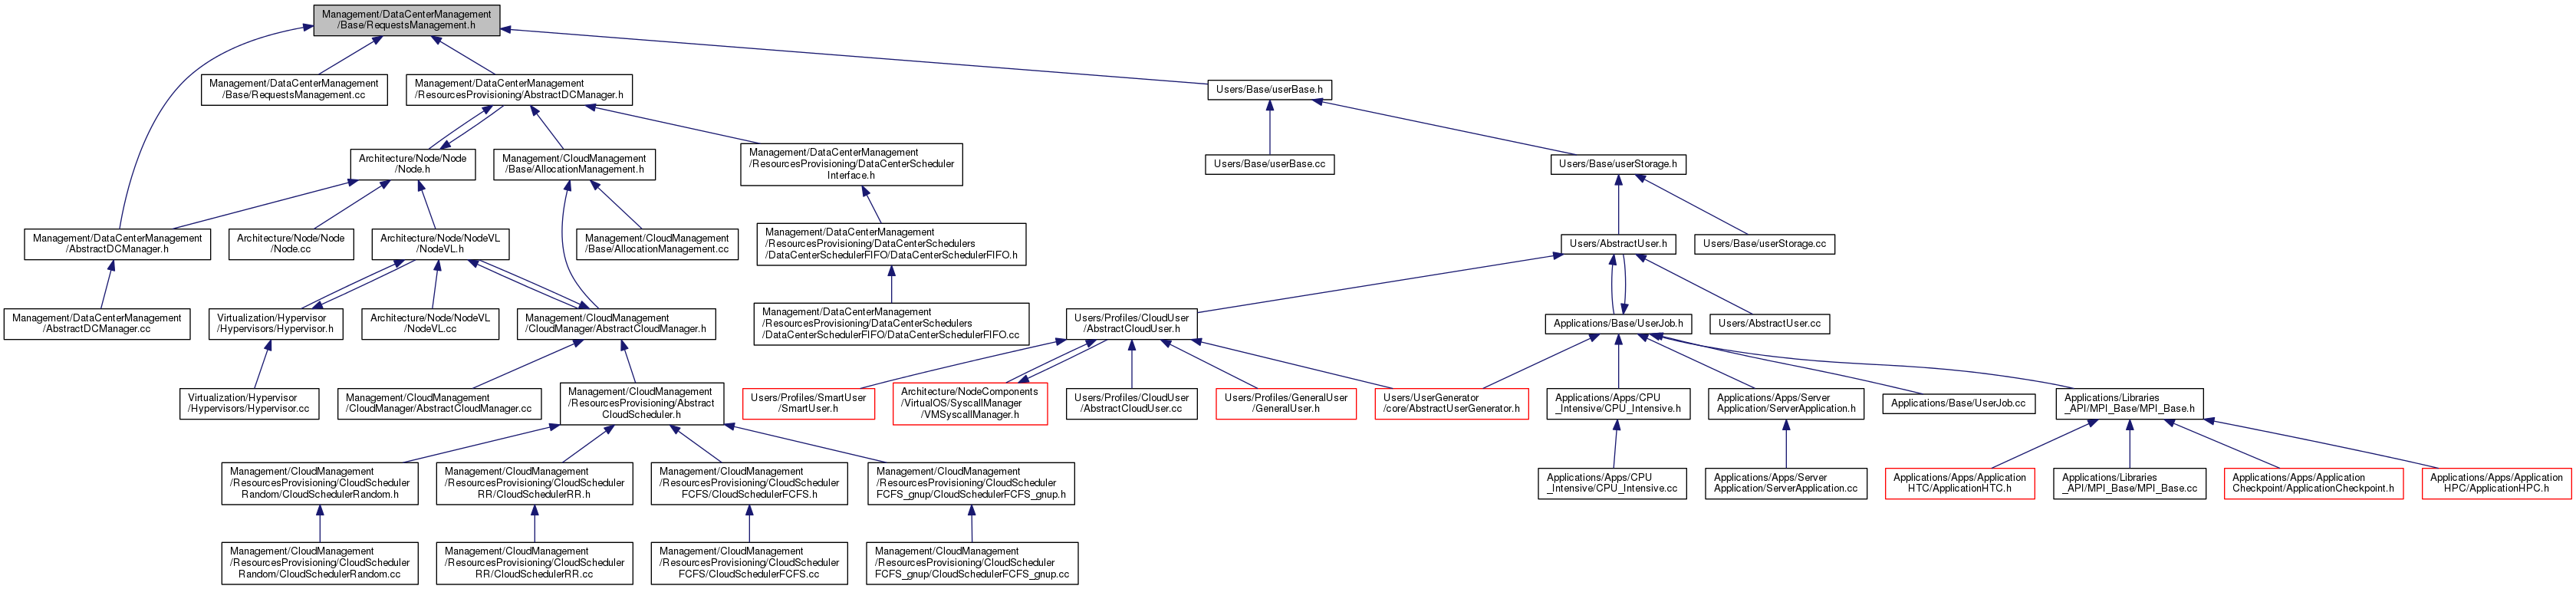 Management/DataCenterManagement
/Base/RequestsManagement.h
Management/DataCenterManagement
/Base/RequestsManagement.cc
Management/DataCenterManagement
/ResourcesProvisioning/AbstractDCManager.h
Users/Base/userBase.h
Architecture/Node/Node
/Node.h
Management/CloudManagement
/Base/AllocationManagement.h
Management/DataCenterManagement
/ResourcesProvisioning/DataCenterScheduler
Interface.h
Users/Base/userBase.cc
Users/Base/userStorage.h
Management/DataCenterManagement
/AbstractDCManager.h
Architecture/Node/Node
/Node.cc
Architecture/Node/NodeVL
/NodeVL.h
Management/CloudManagement
/Base/AllocationManagement.cc
Management/DataCenterManagement
/ResourcesProvisioning/DataCenterSchedulers
/DataCenterSchedulerFIFO/DataCenterSchedulerFIFO.h
Users/AbstractUser.h
Users/Base/userStorage.cc
Management/DataCenterManagement
/AbstractDCManager.cc
Virtualization/Hypervisor
/Hypervisors/Hypervisor.h
Architecture/Node/NodeVL
/NodeVL.cc
Management/CloudManagement
/CloudManager/AbstractCloudManager.h
Management/DataCenterManagement
/ResourcesProvisioning/DataCenterSchedulers
/DataCenterSchedulerFIFO/DataCenterSchedulerFIFO.cc
Users/Profiles/CloudUser
/AbstractCloudUser.h
Applications/Base/UserJob.h
Users/AbstractUser.cc
Virtualization/Hypervisor
/Hypervisors/Hypervisor.cc
Management/CloudManagement
/CloudManager/AbstractCloudManager.cc
Management/CloudManagement
/ResourcesProvisioning/Abstract
CloudScheduler.h
Users/Profiles/SmartUser
/SmartUser.h
Architecture/NodeComponents
/VirtualOS/SyscallManager
/VMSyscallManager.h
Users/Profiles/CloudUser
/AbstractCloudUser.cc
Users/Profiles/GeneralUser
/GeneralUser.h
Users/UserGenerator
/core/AbstractUserGenerator.h
Applications/Apps/CPU
_Intensive/CPU_Intensive.h
Applications/Apps/Server
Application/ServerApplication.h
Applications/Base/UserJob.cc
Applications/Libraries
_API/MPI_Base/MPI_Base.h
Management/CloudManagement
/ResourcesProvisioning/CloudScheduler
Random/CloudSchedulerRandom.h
Management/CloudManagement
/ResourcesProvisioning/CloudScheduler
RR/CloudSchedulerRR.h
Management/CloudManagement
/ResourcesProvisioning/CloudScheduler
FCFS/CloudSchedulerFCFS.h
Management/CloudManagement
/ResourcesProvisioning/CloudScheduler
FCFS_gnup/CloudSchedulerFCFS_gnup.h
Applications/Apps/CPU
_Intensive/CPU_Intensive.cc
Applications/Apps/Server
Application/ServerApplication.cc
Applications/Apps/Application
HTC/ApplicationHTC.h
Applications/Libraries
_API/MPI_Base/MPI_Base.cc
Applications/Apps/Application
Checkpoint/ApplicationCheckpoint.h
Applications/Apps/Application
HPC/ApplicationHPC.h
Management/CloudManagement
/ResourcesProvisioning/CloudScheduler
Random/CloudSchedulerRandom.cc
Management/CloudManagement
/ResourcesProvisioning/CloudScheduler
RR/CloudSchedulerRR.cc
Management/CloudManagement
/ResourcesProvisioning/CloudScheduler
FCFS/CloudSchedulerFCFS.cc
Management/CloudManagement
/ResourcesProvisioning/CloudScheduler
FCFS_gnup/CloudSchedulerFCFS_gnup.cc